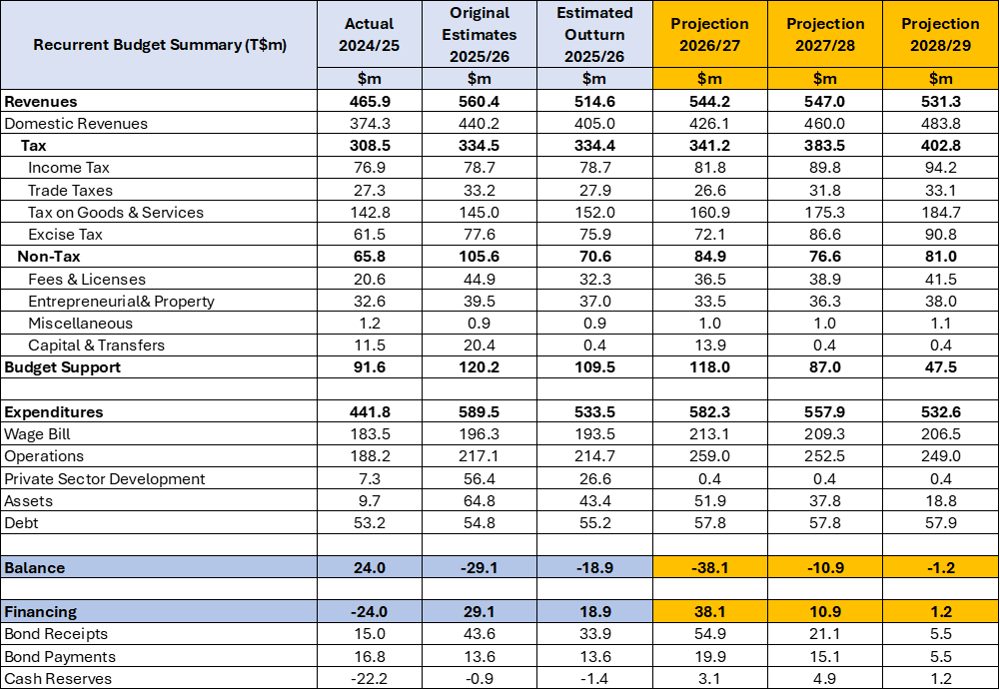 Recurrent Budget Summary (T$m) Actual 2024/25 Original Estimates 2025/26 Estimated Outturn 2025/26 Projection 2026/27 Projection 2027/28 Projection 2028/29
$m $m $m $m $m $m
Revenues 465.9 560.4 514.6 544.2 547.0 531.3
Domestic Revenues 374.3 440.2 405.0 426.1 460.0 483.8
Tax 308.5 334.5 334.4 341.2 383.5 402.8
Income Tax 76.9 78.7 78.7 81.8 89.8 94.2
Trade Taxes 27.3 33.2 27.9 26.6 31.8 33.1
Tax on Goods & Services 142.8 145.0 152.0 160.9 175.3 184.7
Excise Tax 61.5 77.6 75.9 72.1 86.6 90.8
Non-Tax 65.8 105.6 70.6 84.9 76.6 81.0
Fees & Licenses 20.6 44.9 32.3 36.5 38.9 41.5
Entrepreneurial& Property 32.6 39.5 37.0 33.5 36.3 38.0
Miscellaneous 1.2 0.9 0.9 1.0 1.0 1.1
Capital & Transfers 11.5 20.4 0.4 13.9 0.4 0.4
Budget Support 91.6 120.2 109.5 118.0 87.0 47.5
Expenditures 441.8 589.5 533.5 582.3 557.9 532.6
Wage Bill 183.5 196.3 193.5 213.1 209.3 206.5
Operations 188.2 217.1 214.7 259.0 252.5 249.0
Private Sector Development 7.3 56.4 26.6 0.4 0.4 0.4
Assets 9.7 64.8 43.4 51.9 37.8 18.8
Debt 53.2 54.8 55.2 57.8 57.8 57.9
Balance 24.0 -29.1 -18.9 -38.1 -10.9 -1.2
Financing -24.0 29.1 18.9 38.1 10.9 1.2
Bond Receipts 15.0 43.6 33.9 54.9 21.1 5.5
Bond Payments 16.8 13.6 13.6 19.9 15.1 5.5
Cash Reserves -22.2 -0.9 -1.4 3.1 4.9 1.2